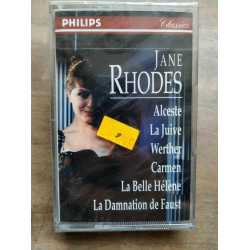 PHILIPS
Classics
JANE
RHODES
Alceste
La Juive
Werther
Carmen
La Belle Hélène
La Damnation de Faust